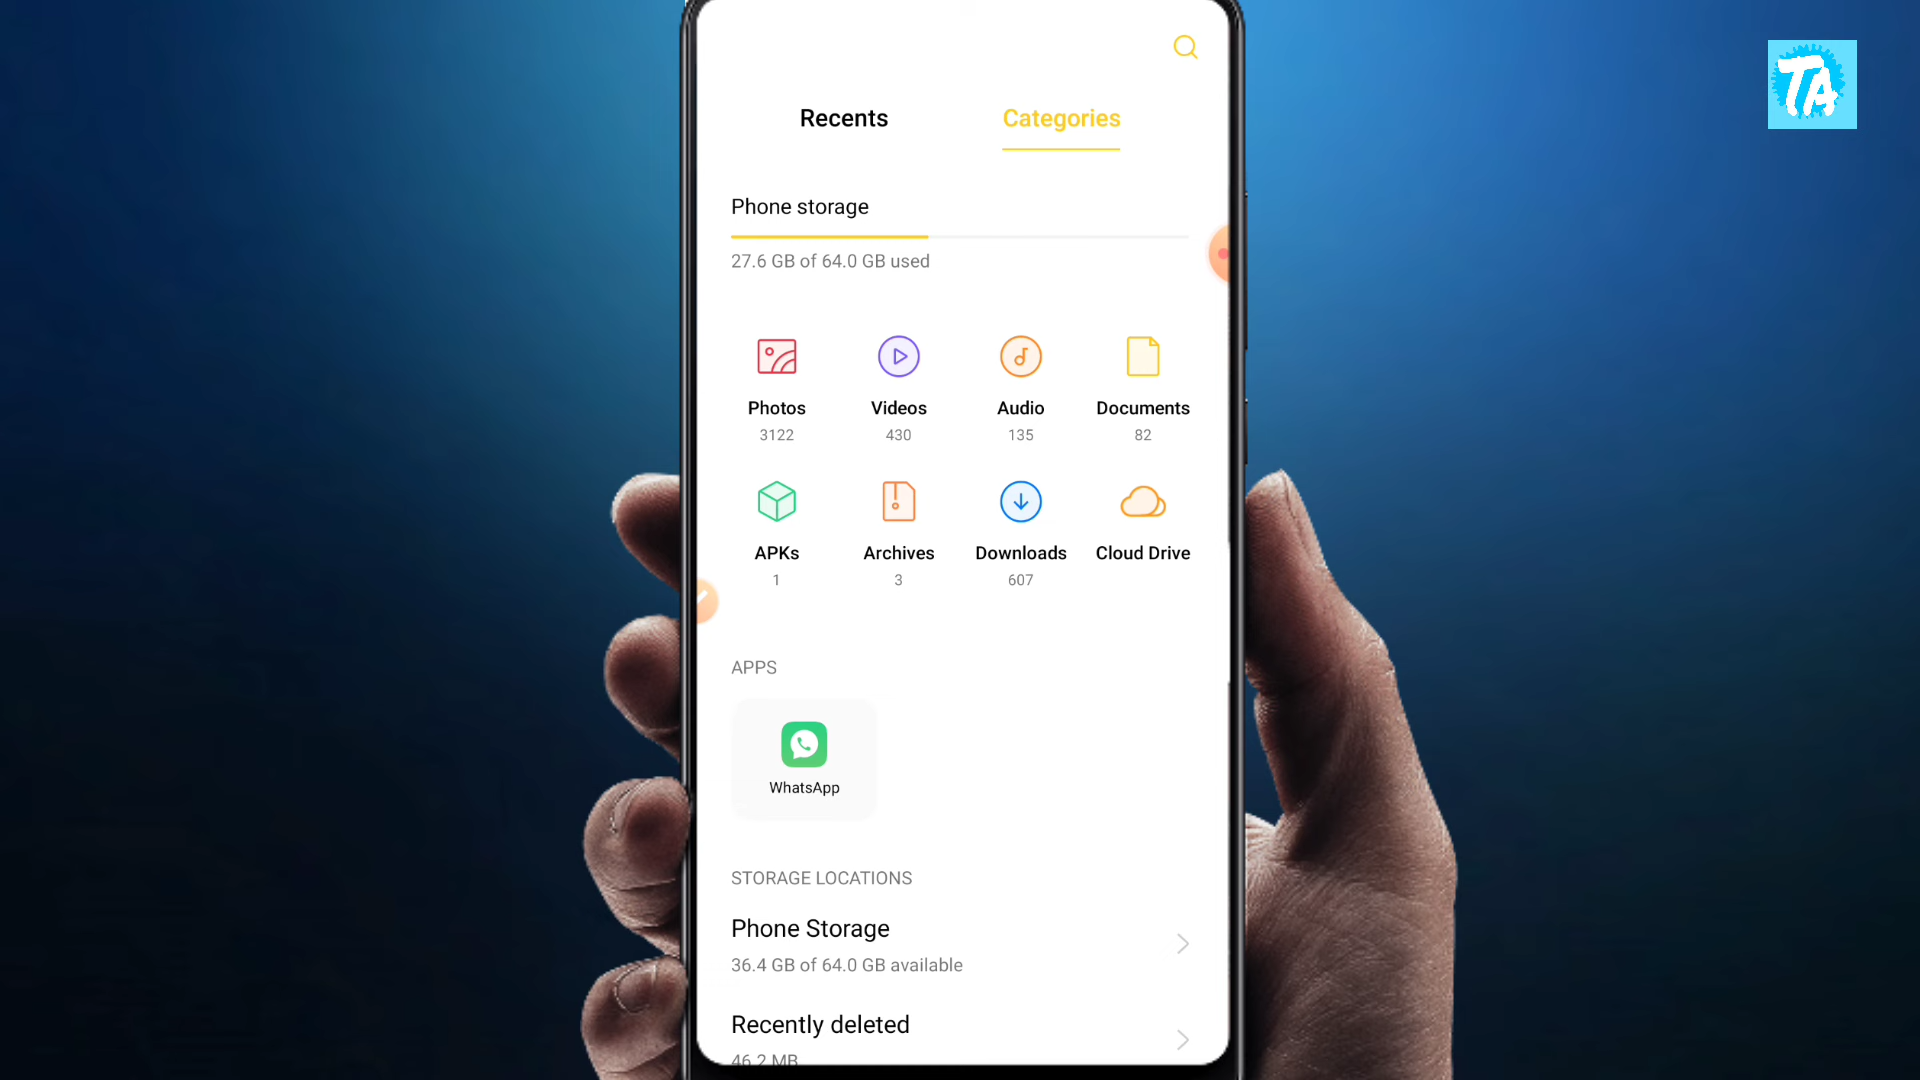 TA
Recents Categories
Phone storage
27.6 GB of 64.0 GB used
Photos Videos Audio Documents
3122 430 135 82
APKs Archives Downloads Cloud Drive
1 3 607
APPS
WhatsApp
STORAGE LOCATIONS
Phone Storage
36.4 GB of 64.0 GB available
Recently deleted
46.2 MB